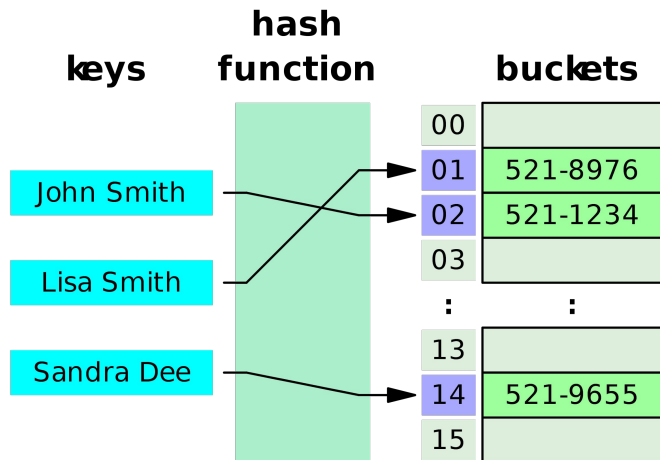 hash
keys function buckets
00
01 521-8976
John Smith 02 521-1234
Lisa Smith 03
: :
13
Sandra Dee 14 521-9655
15